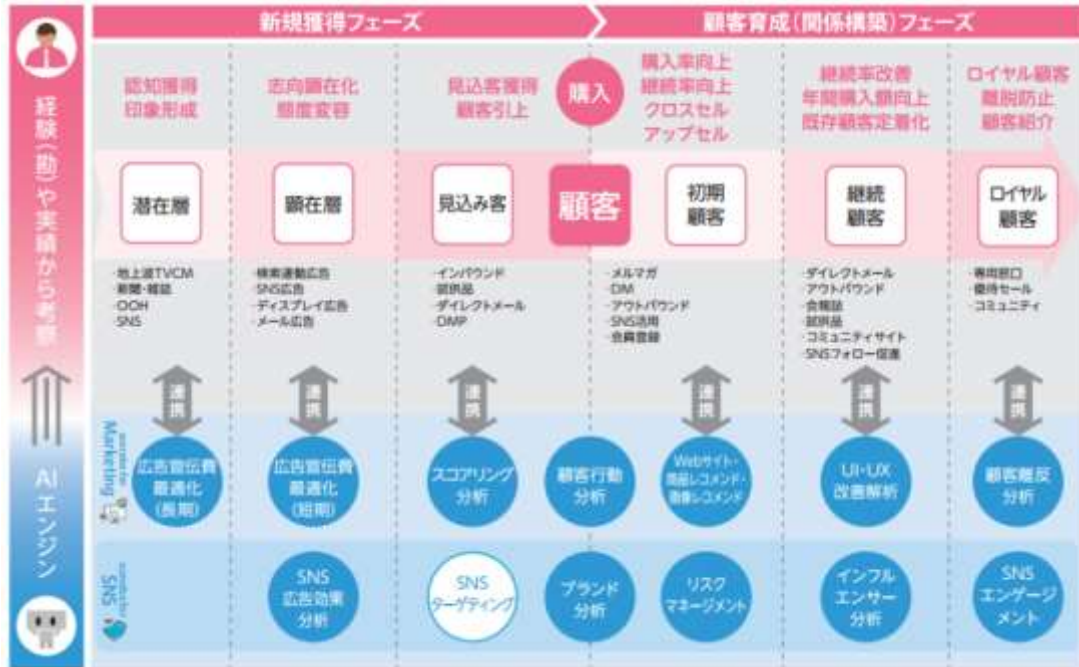 新規獲得フェーズ
顧客育成(関係構築)フェーズ
経験(勘)や実績から考察
AIエンジン
認知獲得
印象形成
志向顕在化
態度変容
見込客獲得
顧客引上
購入
購入率向上
継続率向上
クロスセル
アップセル
継続率改善
年間購入額向上
既存顧客定着化
ロイヤル顧客
離脱防止
顧客紹介
潜在層
顕在層
見込み客
顧客
初期
顧客
継続
顧客
ロイヤル
顧客
・地上波TVCM
・新聞・雑誌
・OOH
・SNS
・検索連動広告
・SNS広告
・ディスプレイ広告
・メール広告
・インバウンド
・試供品
・ダイレクトメール
・DMP
・メルマガ
・DM
・アウトバウンド
・SNS活用
・会員登録
・ダイレクトメール
・アウトバウンド
・会報誌
・試供品
・コミュニティサイト
・SNSフォロー促進
・専用窓口
・優待セール
・コミュニティ
連携
連携
連携
連携
連携
連携
Marketing
広告宣伝費
最適化
(長期)
広告宣伝費
最適化
(短期)
スコアリング
分析
顧客行動
分析
Webサイト・
商品レコメンド・
画像レコメンド
UI・UX
改善解析
顧客離反
分析
SNS
SNS
広告効果
分析
SNS
ターゲティング
ブランド
分析
リスク
マネージメント
インフル
エンサー
分析
SNS
エンゲージ
メント